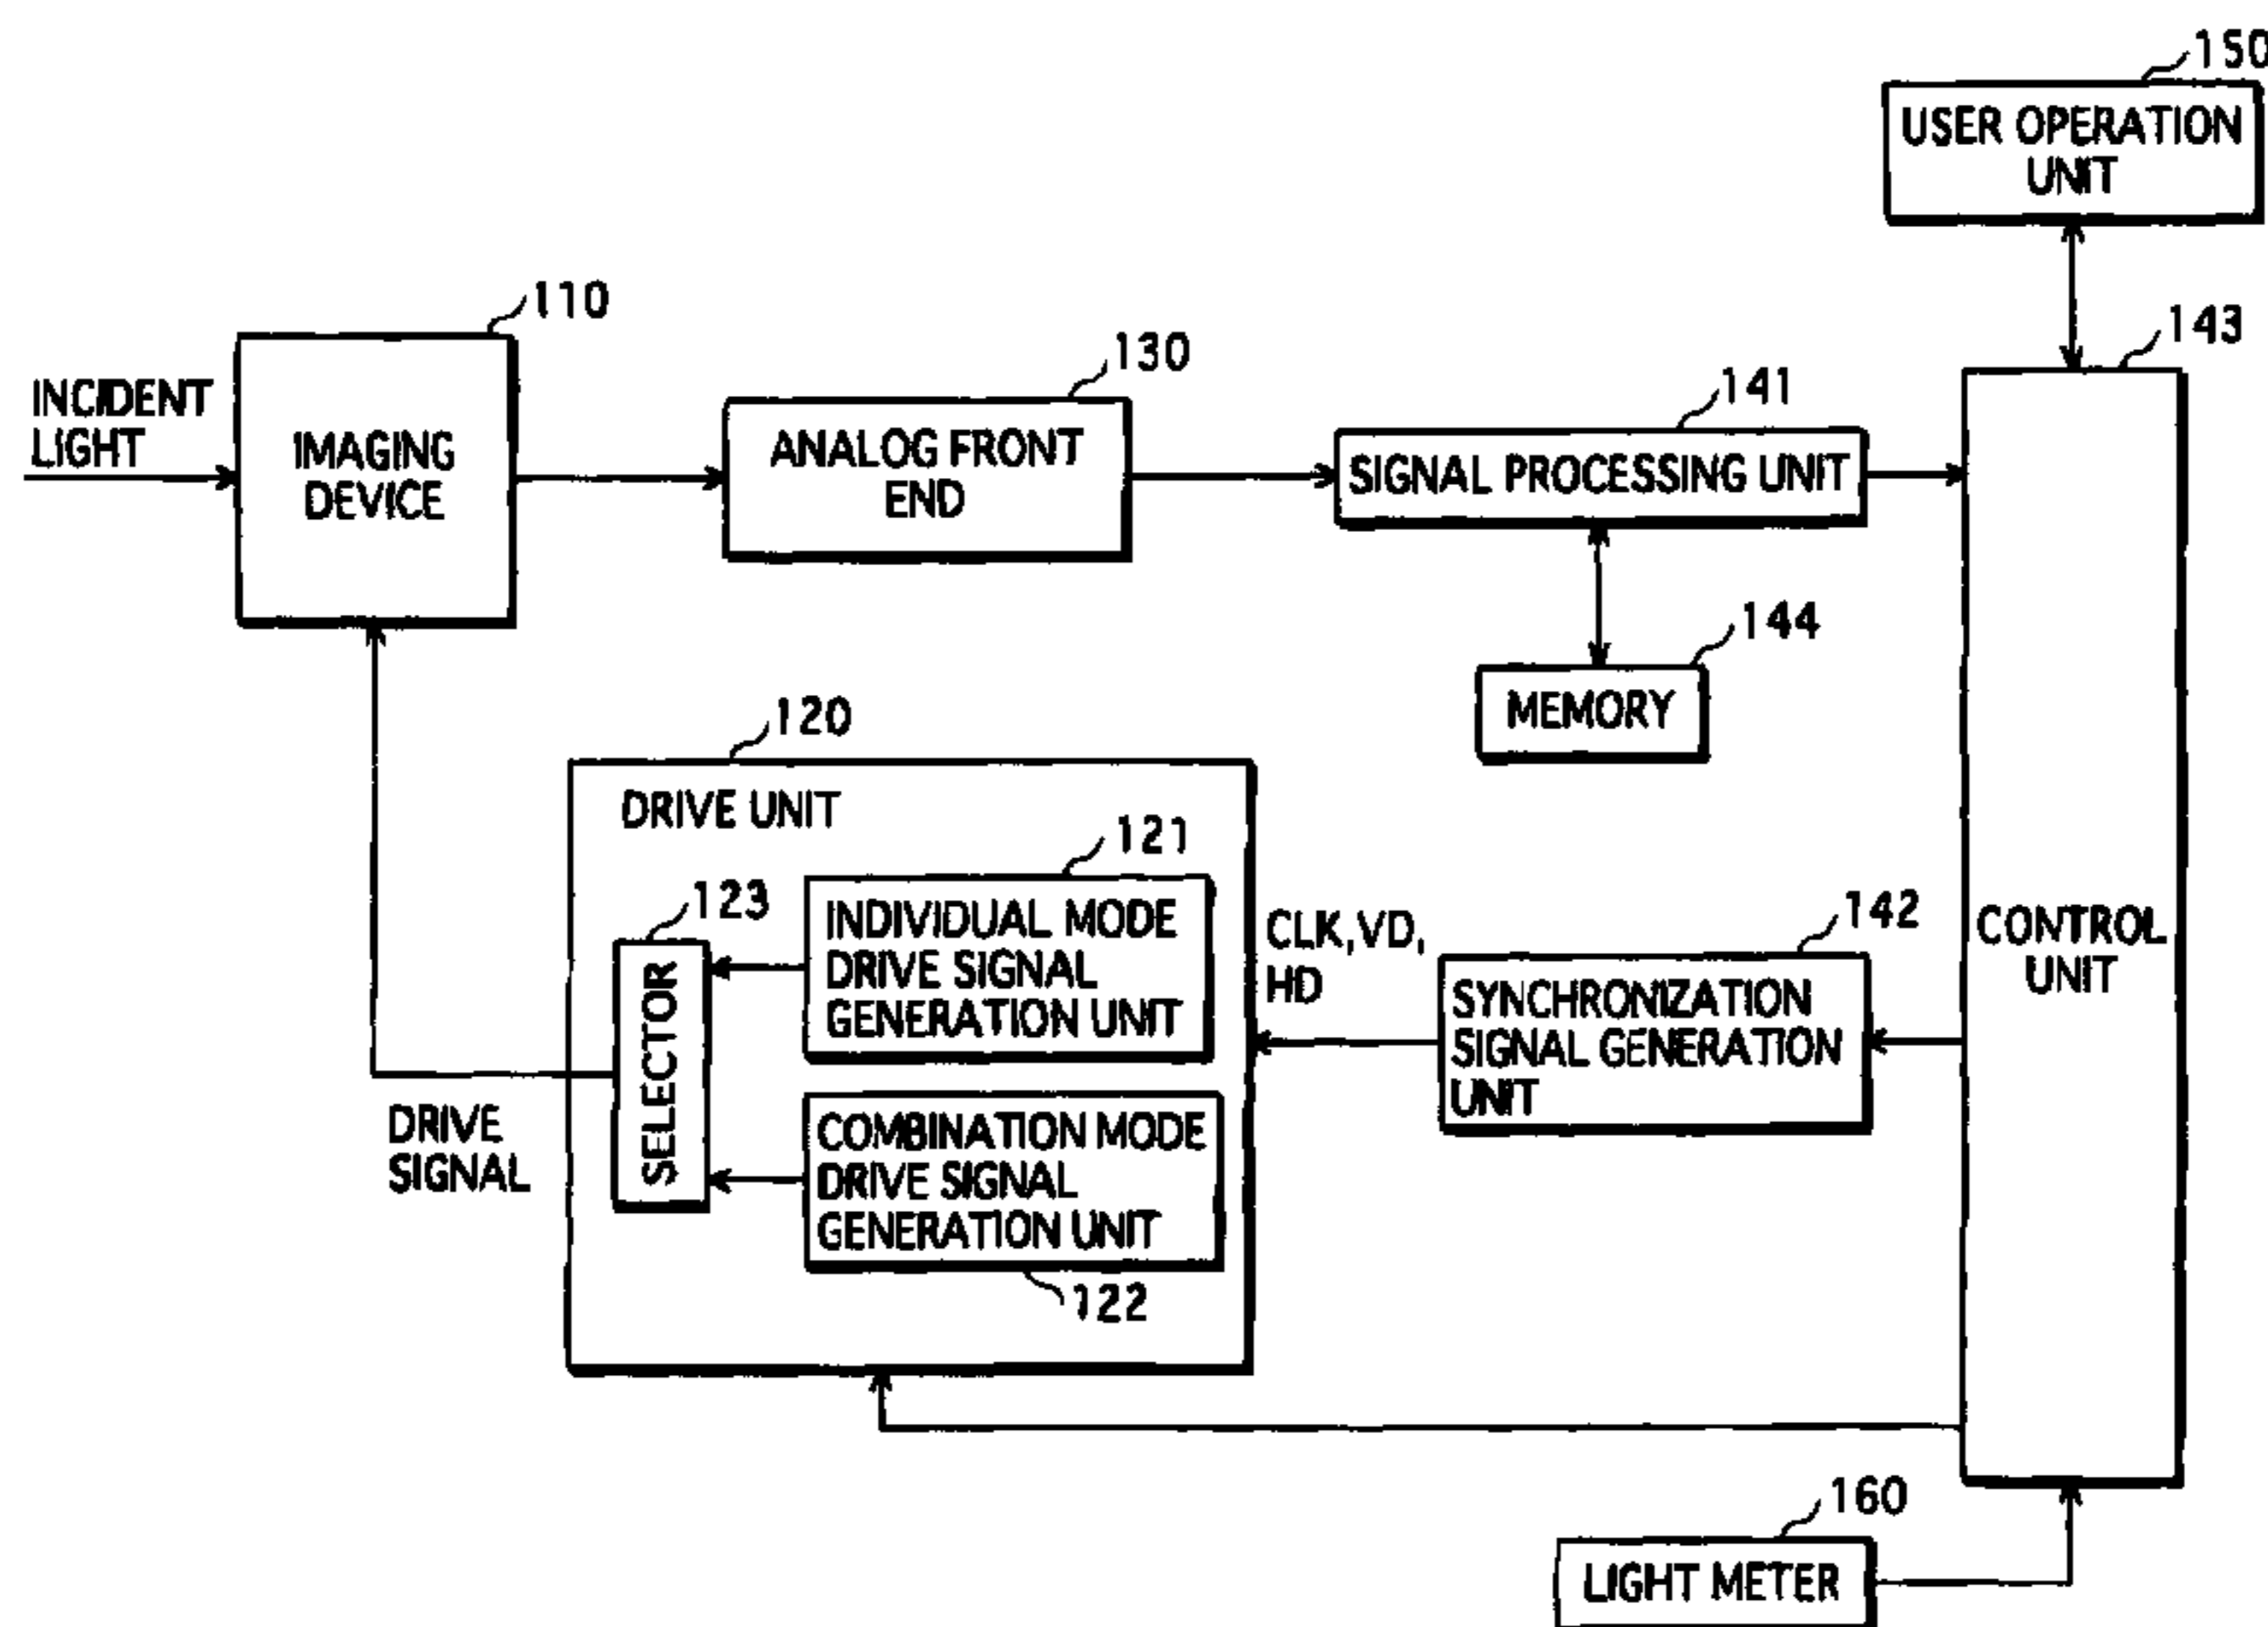 150
USER OPERATION
UNIT
110
143
130
141
INCIDENT
LIGHT
IMAGING
DEVICE
ANALOG FRONT
END
SIGNAL PROCESSING UNIT
144
MEMORY
120
DRIVE UNIT
121
123
INDIVIDUAL MODE
DRIVE SIGNAL
GENERATION UNIT
SELECTOR
CLK,VD,
HD
142
SYNCHRONIZATION
SIGNAL GENERATION
UNIT
CONTROL
UNIT
DRIVE
SIGNAL
COMBINATION MODE
DRIVE SIGNAL
GENERATION UNIT
122
160
LIGHT METER